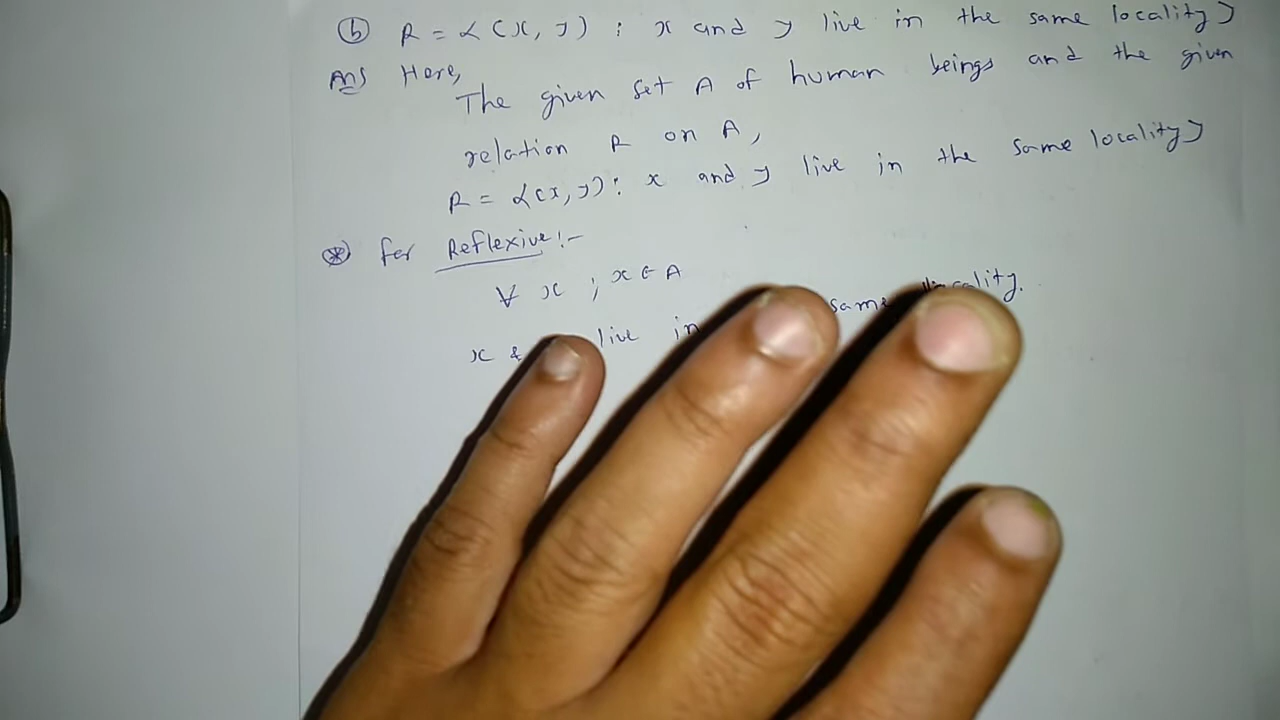 (b) R = {(x, y) : x and y live in the same locality}
Ans Here,
The given set A of human beings and the given
relation R on A,
R = {(x, y) : x and y live in the same locality}
(*) for Reflexive:-
∀ x ; x ∈ A
x & live in same locality.